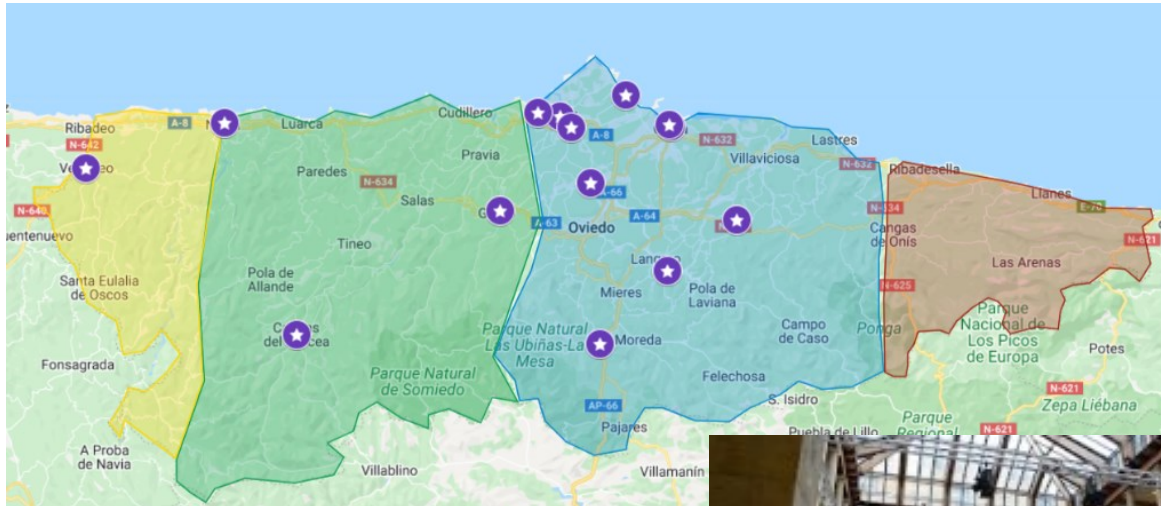 Cudillero
Ribadeo
A-8
Luarca
N-642
A-8
N-632
Lastres
Pravia
Villaviciosa
N-632
Ribadesella
Paredes
N-634
Llanes
Salas
A-66
E-70
N-640
A-63
A-64
N-634
Oviedo
Cangas
de Onís
N-621
Tineo
Las Arenas
Santa Eulalia
de Oscos
Pola de
Allande
Mieres
Pola de
Laviana
N-625
Parque
Nacional de
Los Picos
de Europa
Parque Natural
Las Ubiñas-La
Mesa
Moreda
Campo
de Caso
Ponga
Potes
Fonsagrada
Parque Natural
de Somiedo
Felechosa
N-621
Zepa Liébana
AP-66
S. Isidro
Parque
Regional
Pajares
Puebla de Lillo
N-621
A Proba
de Navia
Villablino
Villamanín